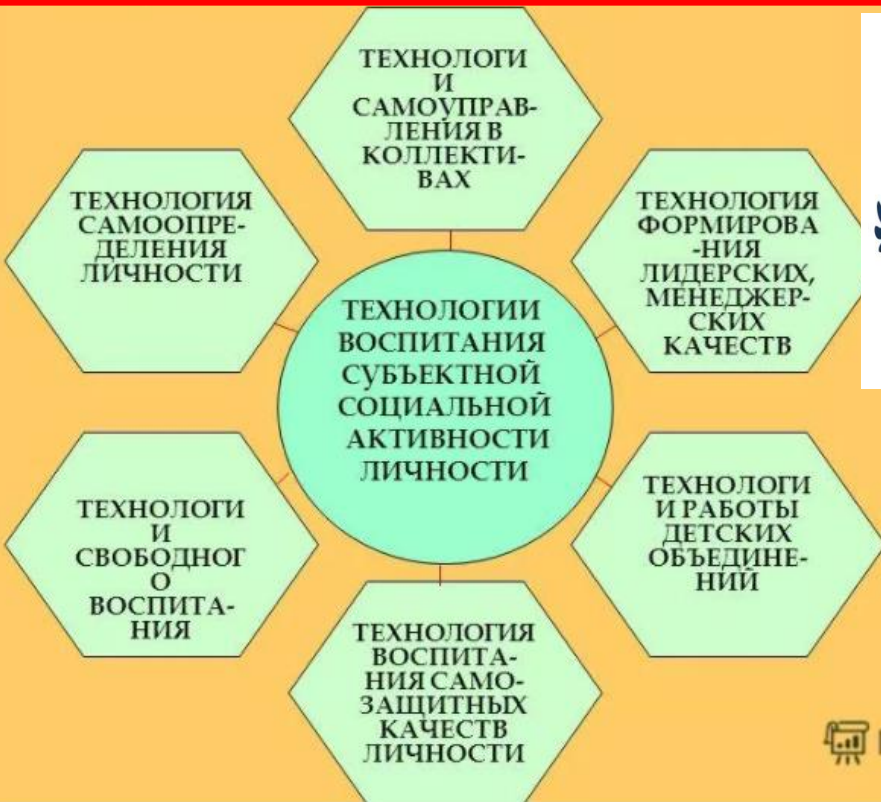 ТЕХНОЛОГИ
И
САМОУПРАВ-
ЛЕНИЯ В
КОЛЛЕКТИ-
ВАХ
ТЕХНОЛОГИЯ
САМООПРЕ-
ДЕЛЕНИЯ
ЛИЧНОСТИ
ТЕХНОЛОГИЯ
ФОРМИРОВА
-НИЯ
ЛИДЕРСКИХ,
МЕНЕДЖЕР-
СКИХ
КАЧЕСТВ
ТЕХНОЛОГИИ
ВОСПИТАНИЯ
СУБЪЕКТНОЙ
СОЦИАЛЬНОЙ
АКТИВНОСТИ
ЛИЧНОСТИ
ТЕХНОЛОГИ
И
СВОБОДНОГ
О
ВОСПИТА-
НИЯ
ТЕХНОЛОГИ
И РАБОТЫ
ДЕТСКИХ
ОБЪЕДИНЕ-
НИЙ
ТЕХНОЛОГИЯ
ВОСПИТА-
НИЯ САМО-
ЗАЩИТНЫХ
КАЧЕСТВ
ЛИЧНОСТИ